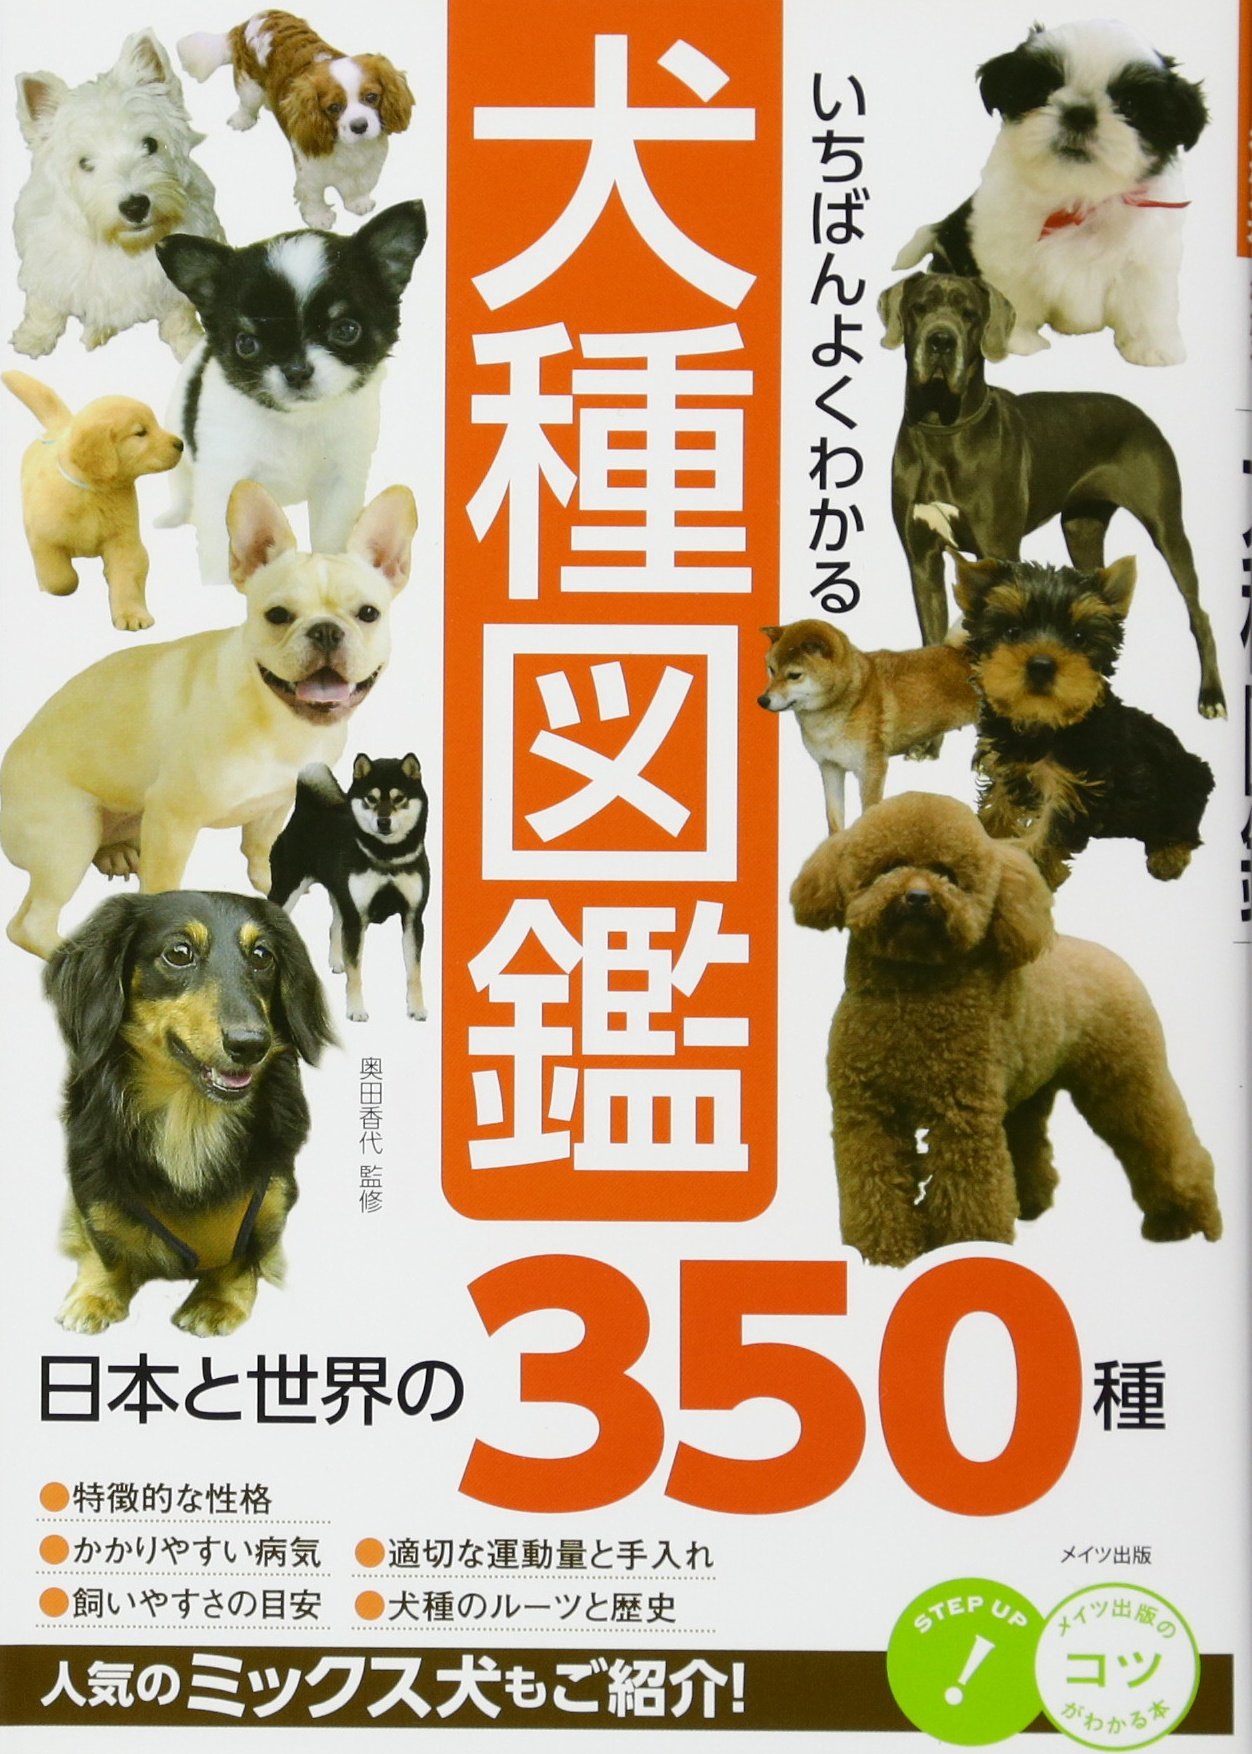 いちばんよくわかる
犬種図鑑
奥田香代 監修
日本と世界の350種
●特徴的な性格
●かかりやすい病気
●飼いやすさの目安
●適切な運動量と手入れ
●犬種のルーツと歴史
メイツ出版
人気のミックス犬もご紹介!
STEP UP
!
メイツ出版の
コツ
がわかる本